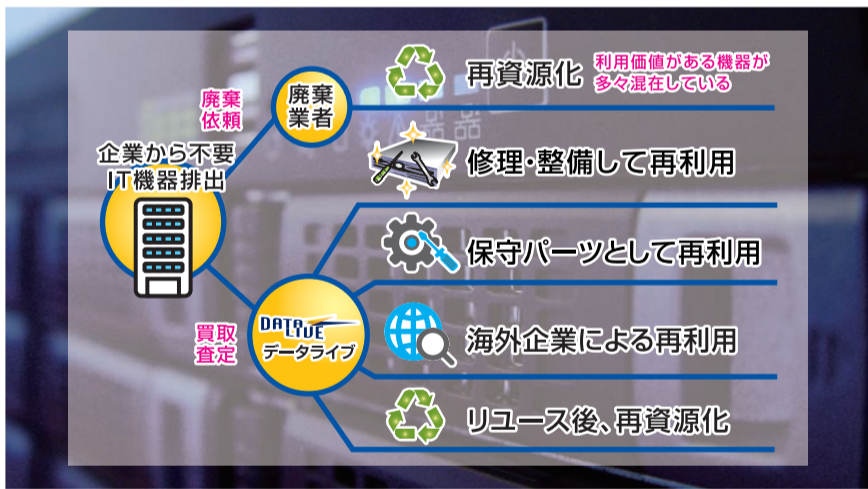 企業から不要
IT機器排出
廃棄
依頼
廃棄
業者
再資源化
利用価値がある機器が
多々混在している
買取
査定
DATA
LIVE
データライブ
修理・整備して再利用
保守パーツとして再利用
海外企業による再利用
リユース後、再資源化